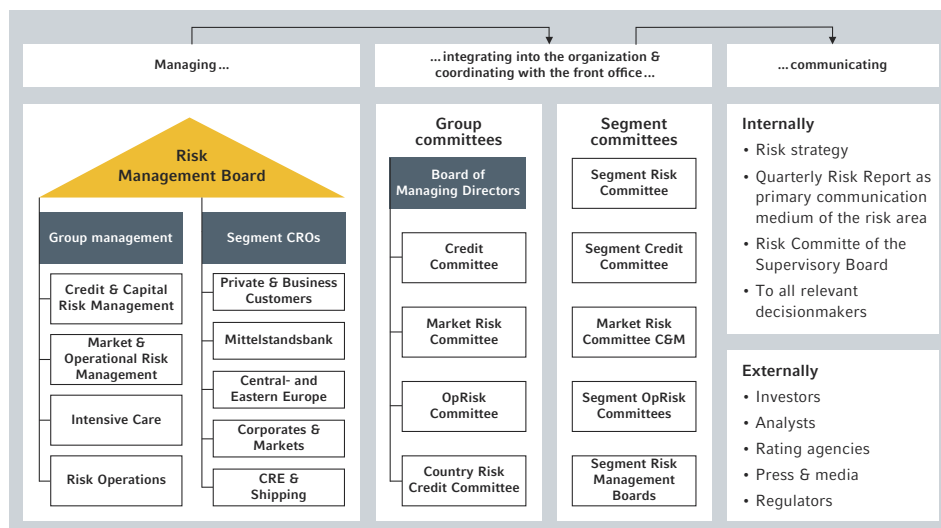 Managing ...
...integrating into the organization &
coordinating with the front office...
...communicating
Risk
Management Board
Group management
Credit & Capital
Risk Management
Market &
Operational Risk
Management
Intensive Care
Risk Operations
Segment CROs
Private & Business
Customers
Mittelstandsbank
Central- and
Eastern Europe
Corporates &
Markets
CRE &
Shipping
Group
committees
Board of
Managing Directors
Credit
Committee
Market Risk
Committee
OpRisk
Committee
Country Risk
Credit Committee
Segment
committees
Segment Risk
Committee
Segment Credit
Committee
Market Risk
Committee C&M
Segment OpRisk
Committees
Segment Risk
Management
Boards
Internally
• Risk strategy
• Quarterly Risk Report as
primary communication
medium of the risk area
• Risk Committe of the
Supervisory Board
• To all relevant
decisionmakers
Externally
• Investors
• Analysts
• Rating agencies
• Press & media
• Regulators